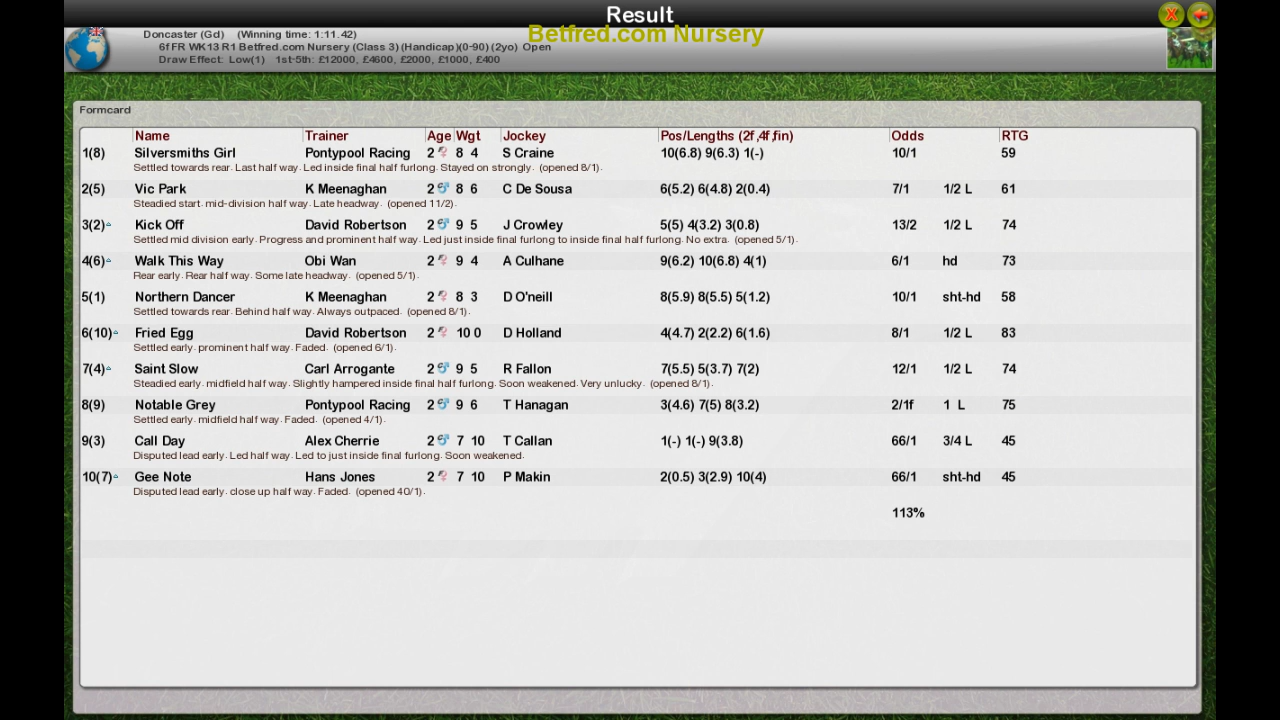 Result
Betfred.com Nursery
Doncaster (Gd) (Winning time: 1:11.42)
6f FR WK13 R1 Betfred.com Nursery (Class 3) (Handicap)(0-90) (2yo) Open
Draw Effect: Low(1) 1st-5th: £12000, £4600, £2000, £1000, £400
Formcard
Name Trainer Age Wgt Jockey Pos/Lengths (2f,4f,fin) Odds RTG
1(8) Silversmiths Girl Pontypool Racing 2 8 4 S Craine 10(6.8) 9(6.3) 1(-) 10/1 59
Settled towards rear. Last half way. Led inside final half furlong. Stayed on strongly. (opened 8/1).
2(5) Vic Park K Meenaghan 2 8 6 C De Sousa 6(5.2) 6(4.8) 2(0.4) 7/1 1/2 L 61
Steadied start. mid-division half way. Late headway. (opened 11/2).
3(2) Kick Off David Robertson 2 9 5 J Crowley 5(5) 4(3.2) 3(0.8) 13/2 1/2 L 74
Settled mid division early. Progress and prominent half way. Led just inside final furlong to inside final half furlong. No extra. (opened 5/1).
4(6) Walk This Way Obi Wan 2 9 4 A Culhane 9(6.2) 10(6.8) 4(1) 6/1 hd 73
Rear early. Rear half way. Some late headway. (opened 5/1).
5(1) Northern Dancer K Meenaghan 2 8 3 D O'neill 8(5.9) 8(5.5) 5(1.2) 10/1 sht-hd 58
Settled towards rear. Behind half way. Always outpaced. (opened 8/1).
6(10) Fried Egg David Robertson 2 10 0 D Holland 4(4.7) 2(2.2) 6(1.6) 8/1 1/2 L 83
Settled early. prominent half way. Faded. (opened 6/1).
7(4) Saint Slow Carl Arrogante 2 9 5 R Fallon 7(5.5) 5(3.7) 7(2) 12/1 1/2 L 74
Steadied early. midfield half way. Slightly hampered inside final half furlong. Soon weakened. Very unlucky. (opened 8/1).
8(9) Notable Grey Pontypool Racing 2 9 6 T Hanagan 3(4.6) 7(5) 8(3.2) 2/1f 1 L 75
Settled early. midfield half way. Faded. (opened 4/1).
9(3) Call Day Alex Cherrie 2 7 10 T Callan 1(-) 1(-) 9(3.8) 66/1 3/4 L 45
Disputed lead early. Led half way. Led to just inside final furlong. Soon weakened.
10(7) Gee Note Hans Jones 2 7 10 P Makin 2(0.5) 3(2.9) 10(4) 66/1 sht-hd 45
Disputed lead early. close up half way. Faded. (opened 40/1).
113%